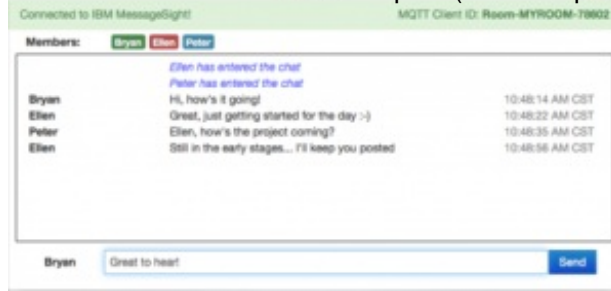 Connected to IBM MessageSight! MQTT Client ID: Room-MYROOM-78602
Members: Bryan Ellen Peter
Ellen has entered the chat
Peter has entered the chat
Bryan Hi, how's it going! 10:48:14 AM CST
Ellen Great, just getting started for the day :-) 10:48:22 AM CST
Peter Ellen, how's the project coming? 10:48:35 AM CST
Ellen Still in the early stages... I'll keep you posted 10:48:56 AM CST
Bryan Great to hear! Send